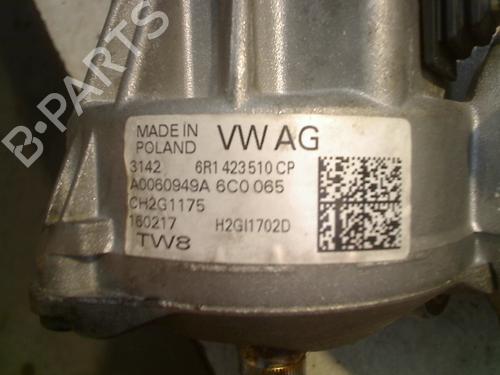 MADE IN
POLAND
VW AG
3142 6R1 423 510 CP
A0060949A 6C0 065
CH2G1175
160217 H2GI1702D
TW8
B-PARTS